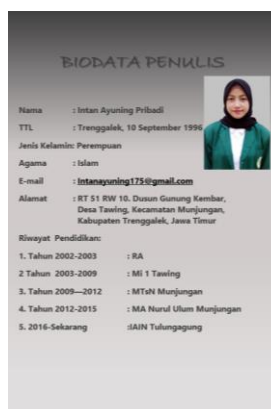 BIODATA PENULIS
Nama : Intan Ayuning Pribadi
TTL : Trenggalek, 10 September 1996
Jenis Kelamin: Perempuan
Agama : Islam
E-mail : Intanayuning175@gmail.com
Alamat : RT 51 RW 10. Dusun Gunung Kembar,
Desa Tawing, Kecamatan Munjungan,
Kabupaten Trenggalek, Jawa Timur
Riwayat Pendidikan:
1. Tahun 2002-2003 : RA
2 Tahun 2003-2009 : Mi 1 Tawing
3. Tahun 2009—2012 : MTsN Munjungan
4. Tahun 2012-2015 : MA Nurul Ulum Munjungan
5. 2016-Sekarang :IAIN Tulungagung